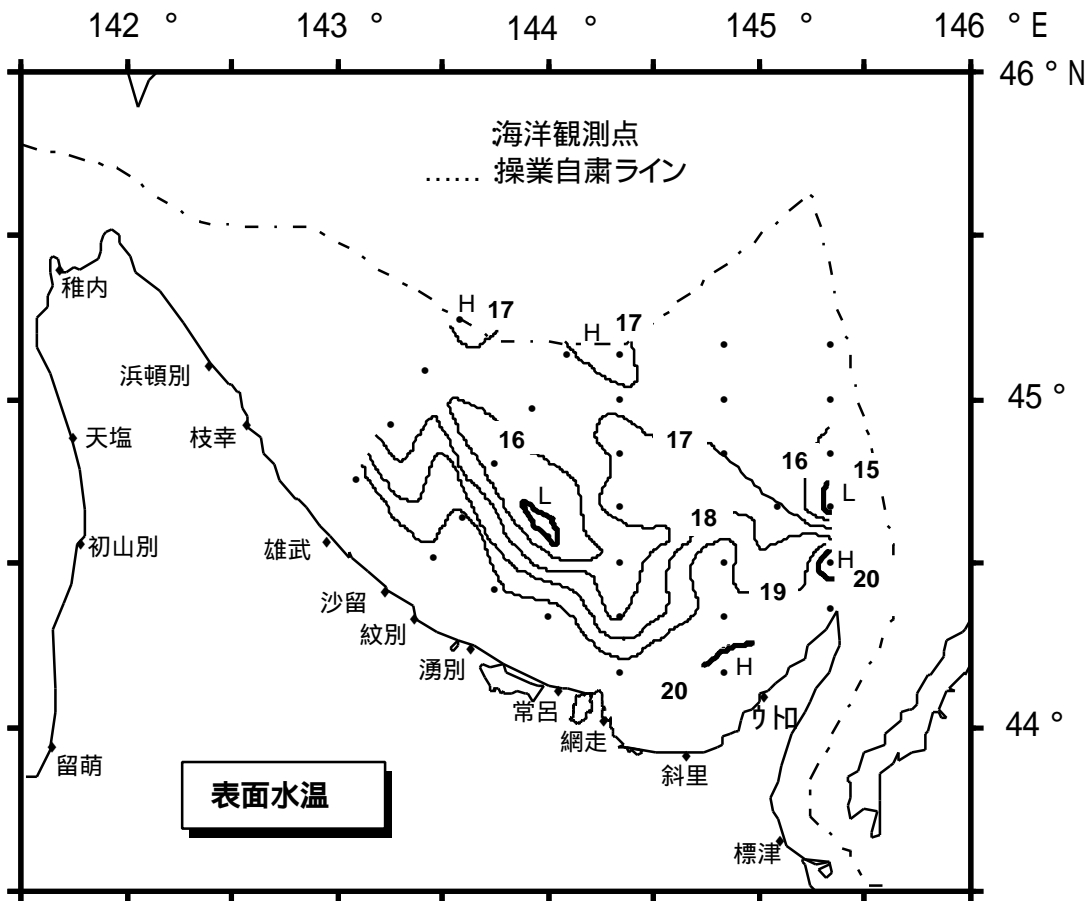 142 ° 143 ° 144 ° 145 ° 146 ° E
46 ° N
:海洋観測点
...... :操業自粛ライン
稚内
H 17
H 17
浜頓別
45 °
枝幸
天塩
16
17
16
15
L
L
18
初山別
雄武
H
20
19
沙留
紋別
湧別
H
20
常呂
ウトロ
44 °
網走
斜里
留萌
表面水温
標津